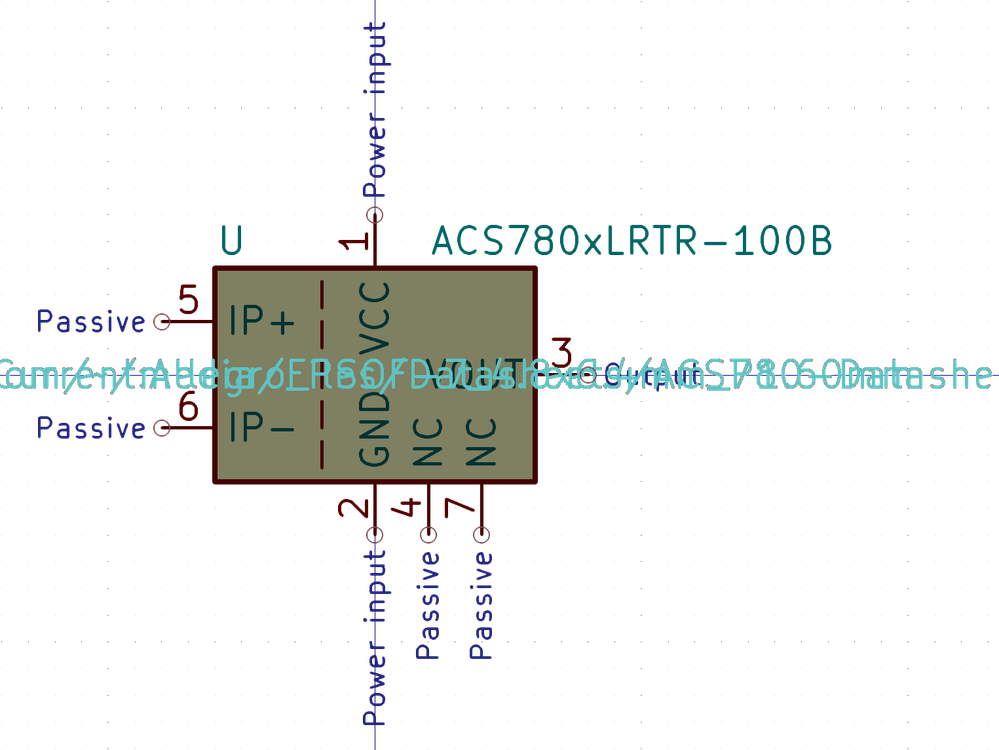 Power input
U
1
ACS780xLRTR-100B
5
Passive
IP+
VCC
3
VOUT
Output
6
Passive
IP-
GND
NC
NC
2
4
7
Power input
Passive
Passive